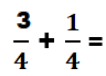 3/4 + 1/4 =